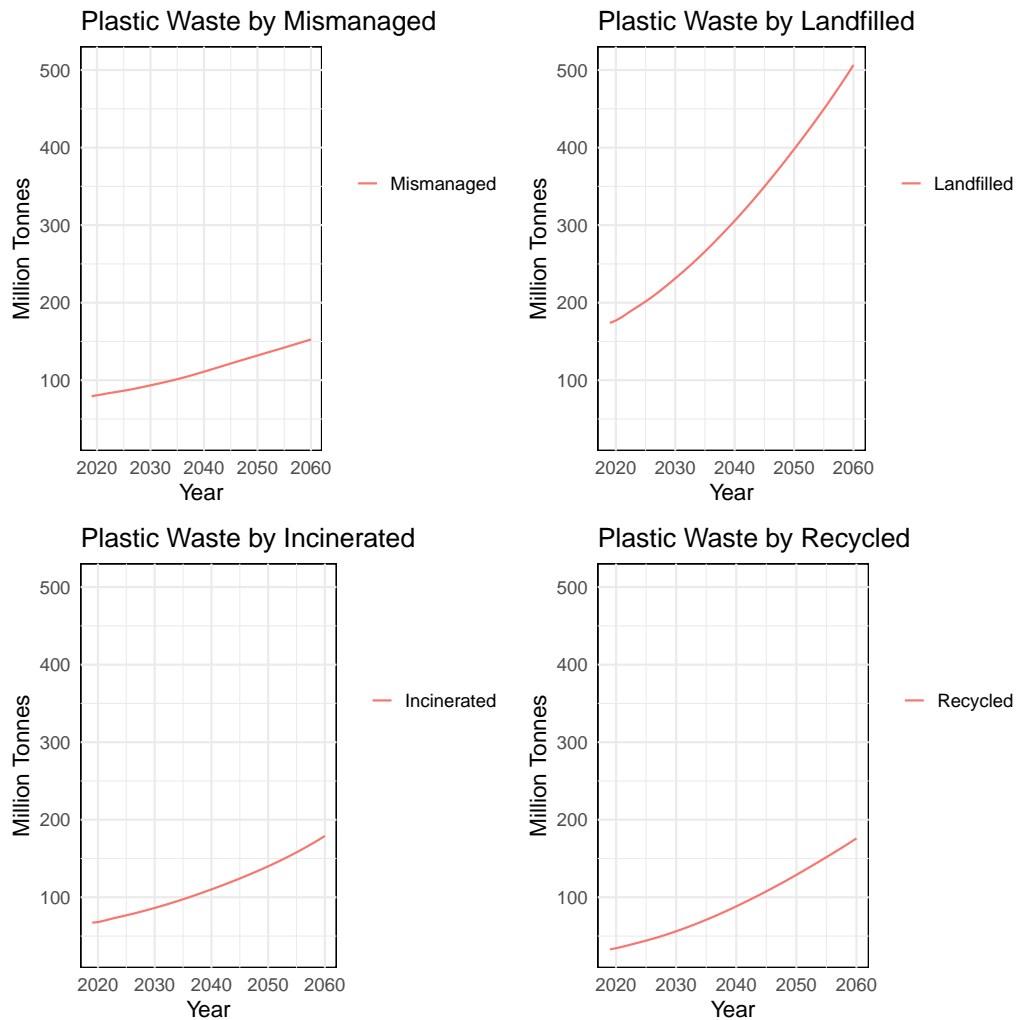 Plastic Waste by Mismanaged
500
400
300
200
100
Million Tonnes
2020 2030 2040 2050 2060
Year
Mismanaged
Plastic Waste by Landfilled
500
400
300
200
100
Million Tonnes
2020 2030 2040 2050 2060
Year
Landfilled
Plastic Waste by Incinerated
500
400
300
200
100
Million Tonnes
2020 2030 2040 2050 2060
Year
Incinerated
Plastic Waste by Recycled
500
400
300
200
100
Million Tonnes
2020 2030 2040 2050 2060
Year
Recycled